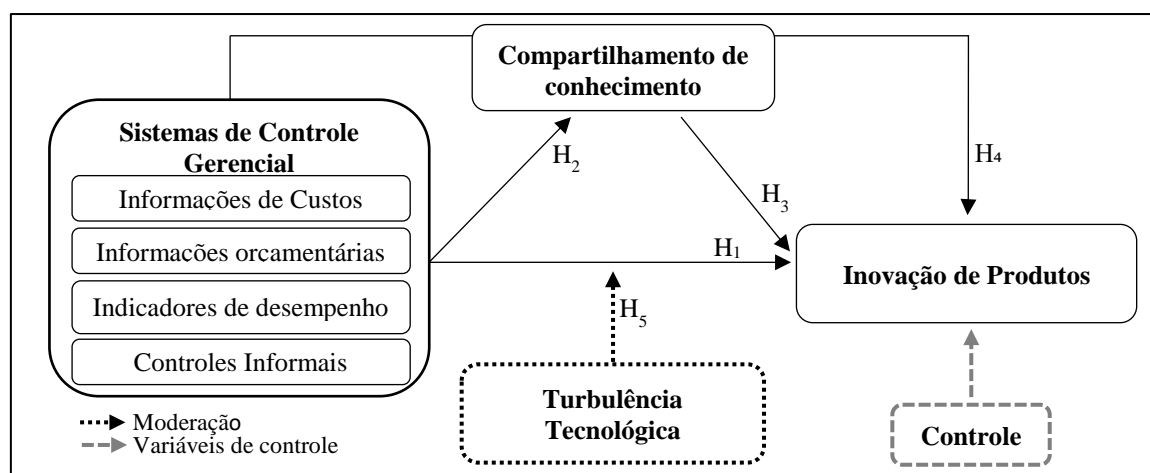 Compartilhamento de
conhecimento
Sistemas de Controle
Gerencial
Informações de Custos
Informacões orcamentárias
Indicadores de desempenho
Controles Informais
H₂
H₃
H₄
H₁
H₅
Inovação de Produtos
Turbulência
Tecnológica
Controle
Moderação
Variáveis de controle